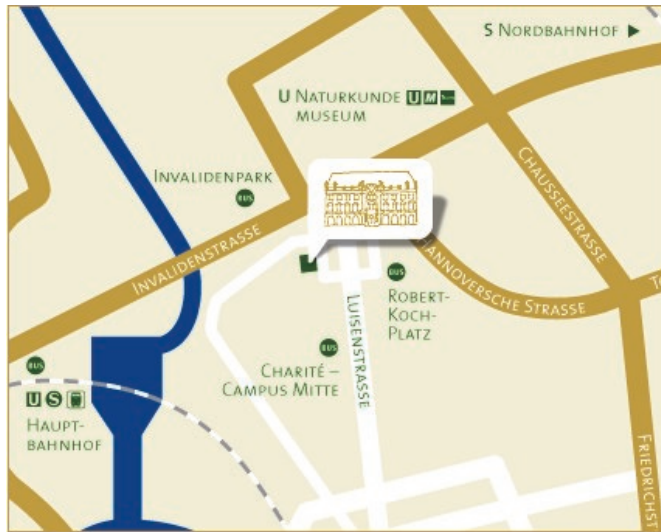 S NORDBAHNHOF
U NATURKUNDE U M
MUSEUM
INVALIDENPARK
BUS
INVALIDENSTRASSE
CHAUSSEESTRASSE
HANNOVERSCHE STRASSE
BUS
ROBERT-
KOCH-
PLATZ
LUISENSTRASSE
BUS
CHARITÉ –
CAMPUS MITTE
BUS
U S
HAUPT-
BAHNHOF
FRIEDRICHST